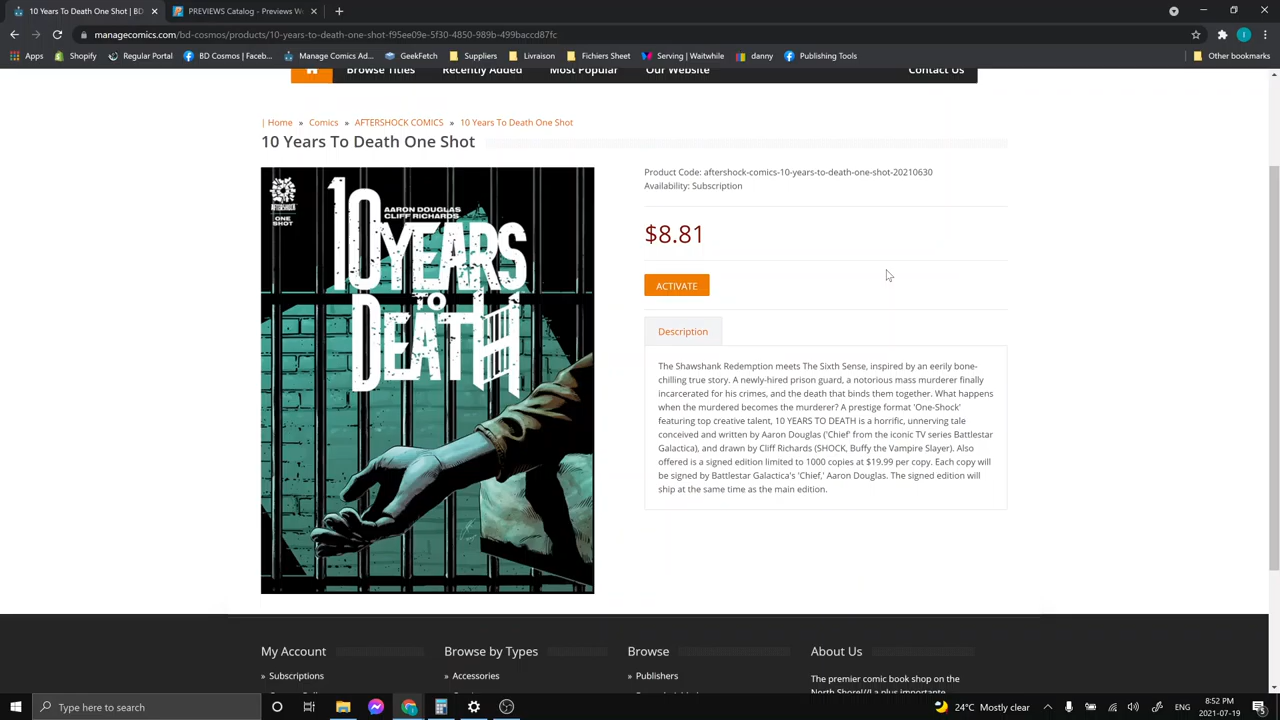 10 Years To Death One Shot | BD
PREVIEWS Catalog - PREVIEWS W
managecomics.com/bd-cosmos/products/10-years-to-death-one-shot-f95ee09e-5f30-4850-989b-499baccd87fc
Apps
Shopify
Regular Portal
BD Cosmos | Faceb...
Manage Comics Ad...
GeekFetch
Suppliers
Livraison
Fichiers Sheet
Serving | Waitwhile
danny
Publishing Tools
Other bookmarks
Browse Titles
Recently Added
Most Popular
Our Website
Contact Us
| Home » Comics » AFTERSHOCK COMICS » 10 Years To Death One Shot
10 Years To Death One Shot
AFTERSHOCK
ONE
SHOT
AARON DOUGLAS
CLIFF RICHARDS
10
YEARS
TO
DEATH
Product Code: aftershock-comics-10-years-to-death-one-shot-20210630
Availability: Subscription
$8.81
ACTIVATE
Description
The Shawshank Redemption meets The Sixth Sense, inspired by an eerily bone-
chilling true story. A newly-hired prison guard, a notorious mass murderer finally
incarcerated for his crimes, and the death that binds them together. What happens
when the murdered becomes the murderer? A prestige format 'One-Shock'
featuring top creative talent, 10 YEARS TO DEATH is a horrific, unnerving tale
conceived and written by Aaron Douglas ('Chief' from the iconic TV series Battlestar
Galactica), and drawn by Cliff Richards (SHOCK, Buffy the Vampire Slayer). Also
offered is a signed edition limited to 1000 copies at $19.99 per copy. Each copy will
be signed by Battlestar Galactica's 'Chief,' Aaron Douglas. The signed edition will
ship at the same time as the main edition.
My Account
Browse by Types
Browse
About Us
» Subscriptions
» Accessories
» Publishers
The premier comic book shop on the
North Shore///La plus importante
Type here to search
24°C Mostly clear
ENG
8:52 PM
2021-07-19